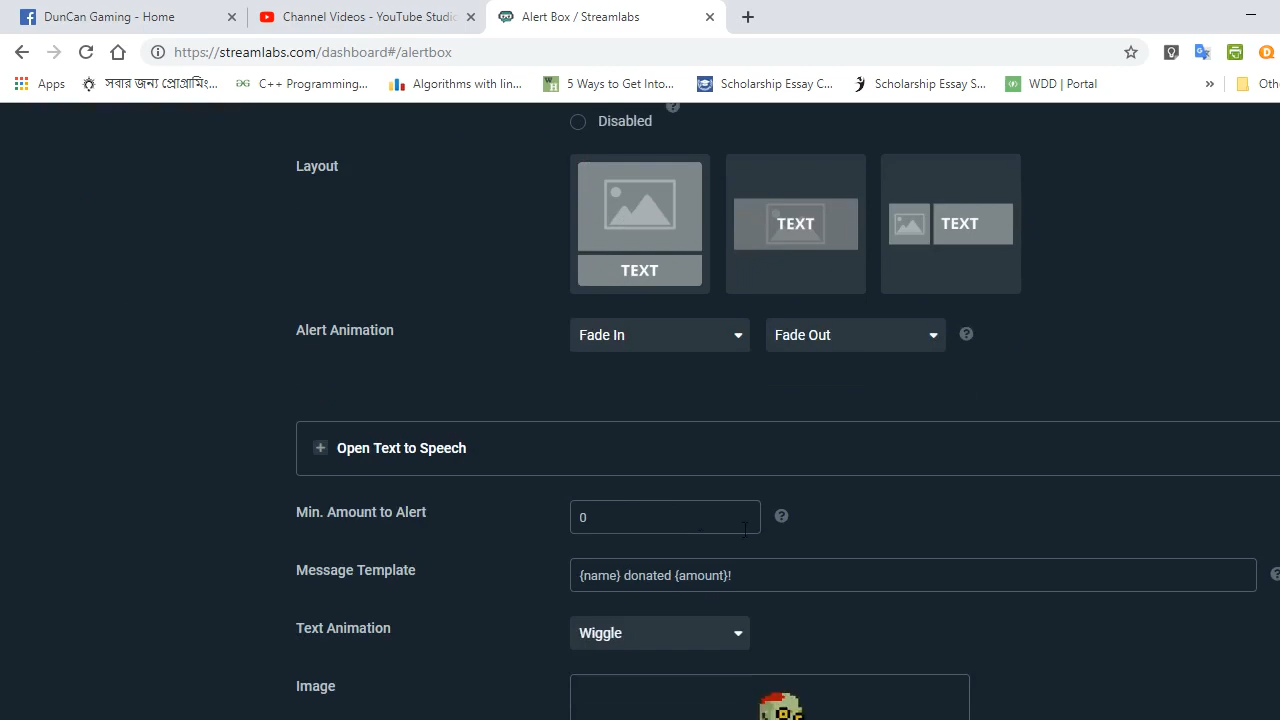 DunCan Gaming - Home
Channel Videos - YouTube Studio
Alert Box / Streamlabs
https://streamlabs.com/dashboard#/alertbox
Apps
সবার জন্য প্রোগ্রামিং...
C++ Programming...
Algorithms with lin...
5 Ways to Get Into...
Scholarship Essay C...
Scholarship Essay S...
WDD | Portal
»
Disabled
Layout
TEXT
TEXT
TEXT
Alert Animation
Fade In
Fade Out
+ Open Text to Speech
Min. Amount to Alert
0
Message Template
{name} donated {amount}!
Text Animation
Wiggle
Image